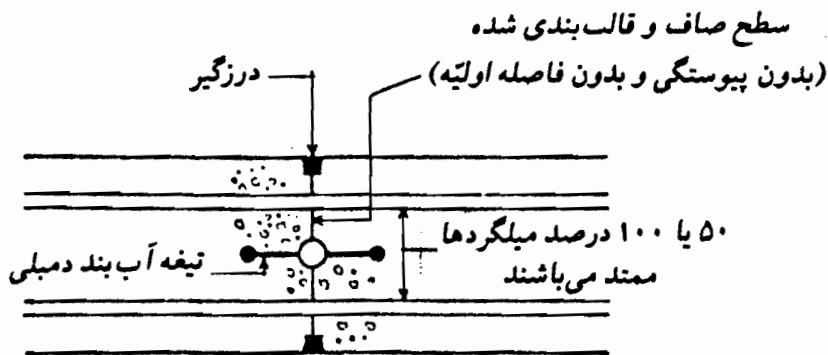 سطح صاف و قالب‌بندی شده
(بدون پیوستگی و بدون فاصله اولیّه)
درزگیر
۵۰ یا ۱۰۰ درصد میلگردها
ممتد می‌باشند
تیغه آب‌بند دمبلی